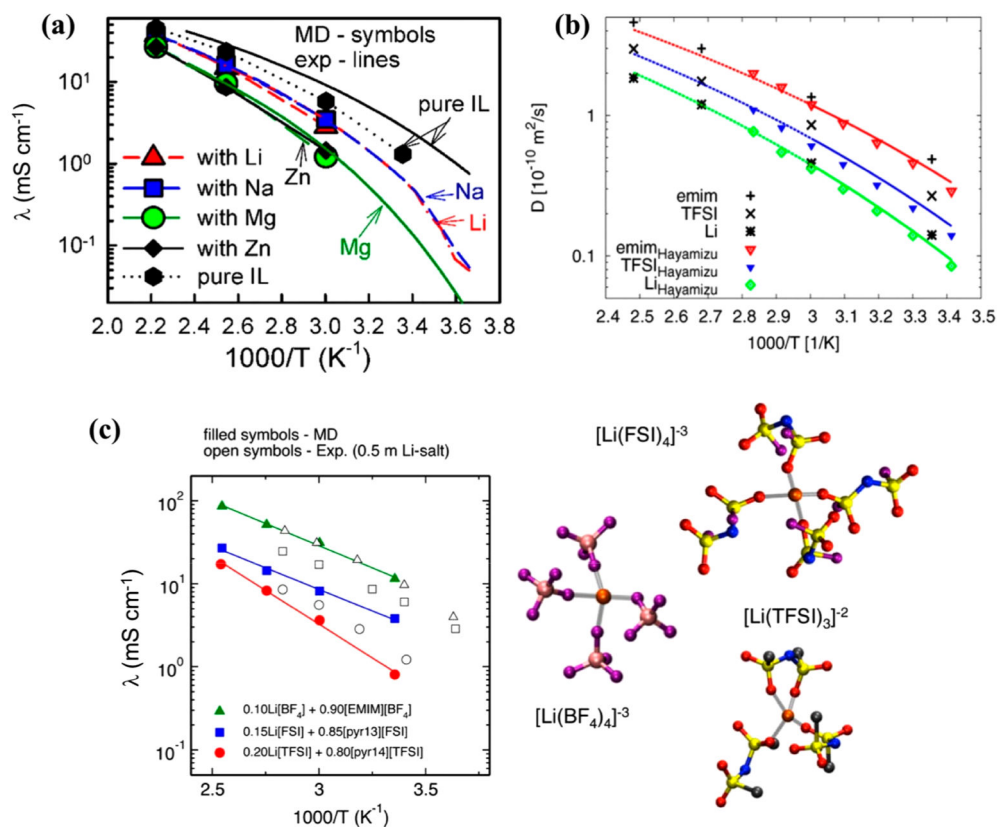 (a)
MD - symbols
exp - lines
pure IL
with Li
with Na
with Mg
with Zn
pure IL
Zn
Na
Li
Mg
λ (mS cm⁻¹)
10¹
10⁰
10⁻¹
2.0 2.2 2.4 2.6 2.8 3.0 3.2 3.4 3.6 3.8
1000/T (K⁻¹)
(b)
D [10⁻¹⁰ m²/s]
1
0.1
emim
TFSI
Li
emim_Hayamizu
TFSI_Hayamizu
Li_Hayamizu
2.4 2.5 2.6 2.7 2.8 2.9 3 3.1 3.2 3.3 3.4 3.5
1000/T [1/K]
(c)
filled symbols - MD
open symbols - Exp. (0.5 m Li-salt)
λ (mS cm⁻¹)
10²
10¹
10⁰
10⁻¹
0.10Li[BF₄] + 0.90[EMIM][BF₄]
0.15Li[FSI] + 0.85[pyr13][FSI]
0.20Li[TFSI] + 0.80[pyr14][TFSI]
2.5 3.0 3.5
1000/T (K⁻¹)
[Li(FSI)₄]⁻³
[Li(BF₄)₄]⁻³
[Li(TFSI)₃]⁻²